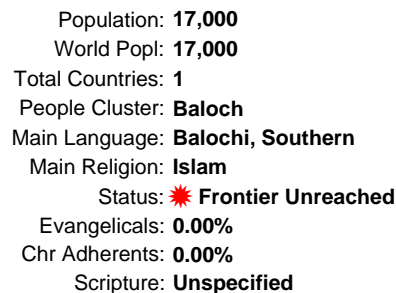 Population: 17,000
World Popl: 17,000
Total Countries: 1
People Cluster: Baloch
Main Language: Balochi, Southern
Main Religion: Islam
Status: Frontier Unreached
Evangelicals: 0.00%
Chr Adherents: 0.00%
Scripture: Unspecified